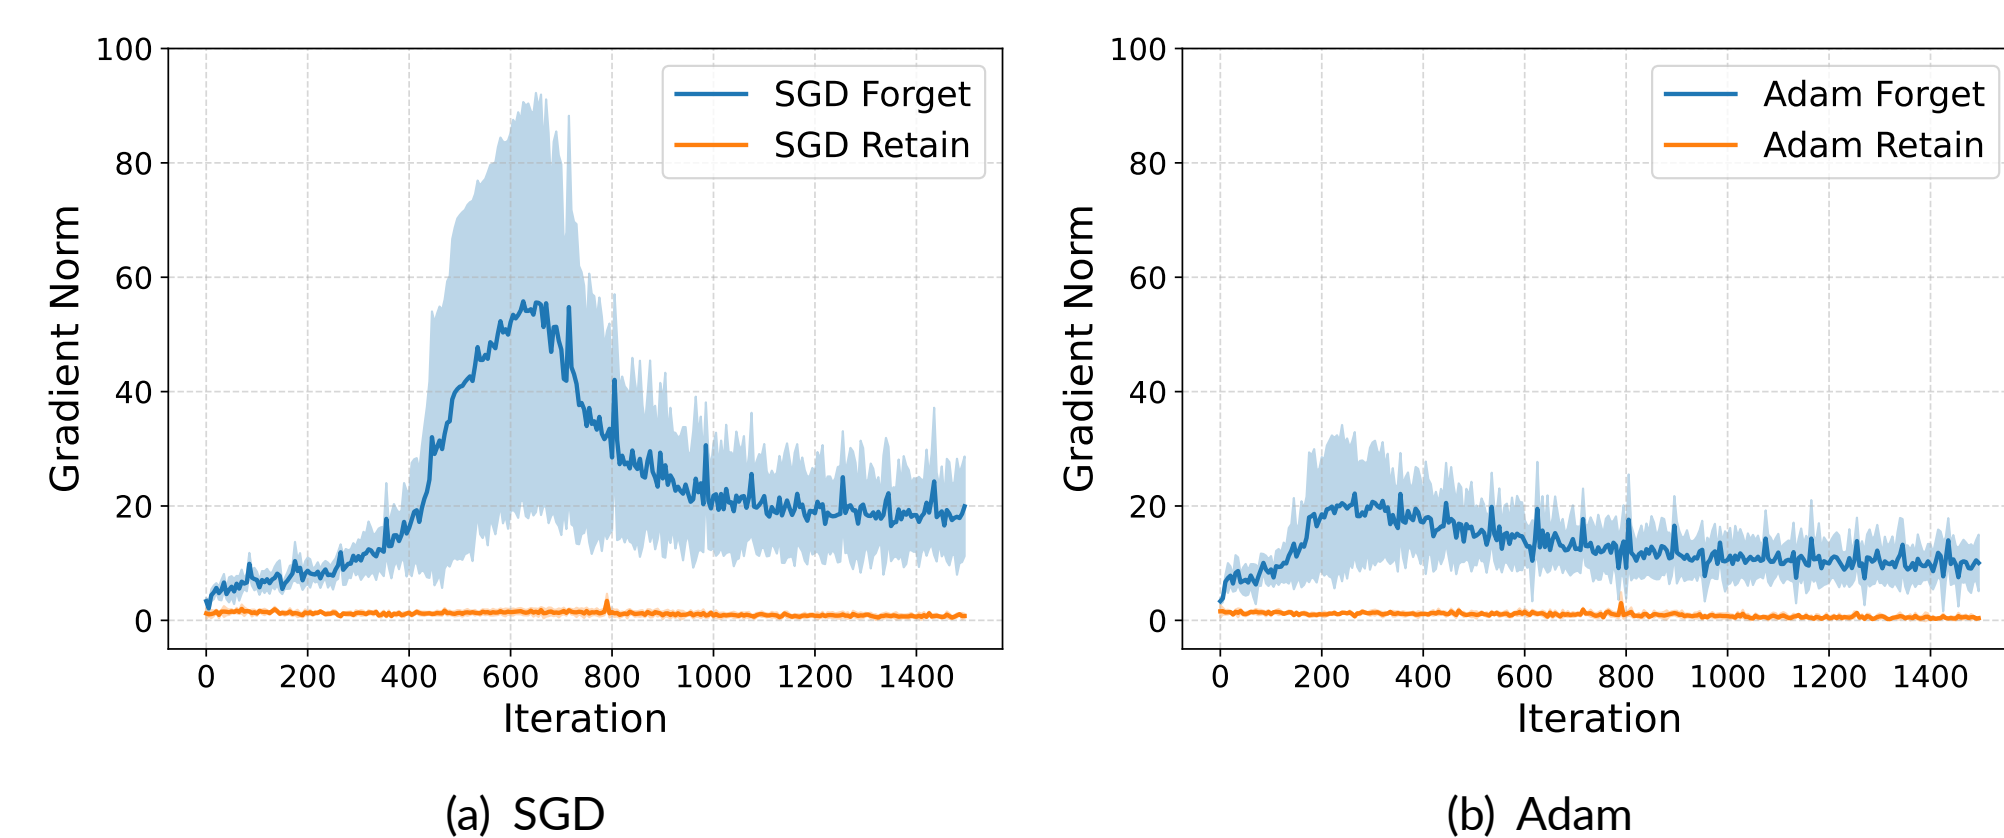 100
80
60
40
20
0
Gradient Norm
SGD Forget
SGD Retain
0 200 400 600 800 1000 1200 1400
Iteration
(a) SGD
100
80
60
40
20
0
Gradient Norm
Adam Forget
Adam Retain
0 200 400 600 800 1000 1200 1400
Iteration
(b) Adam